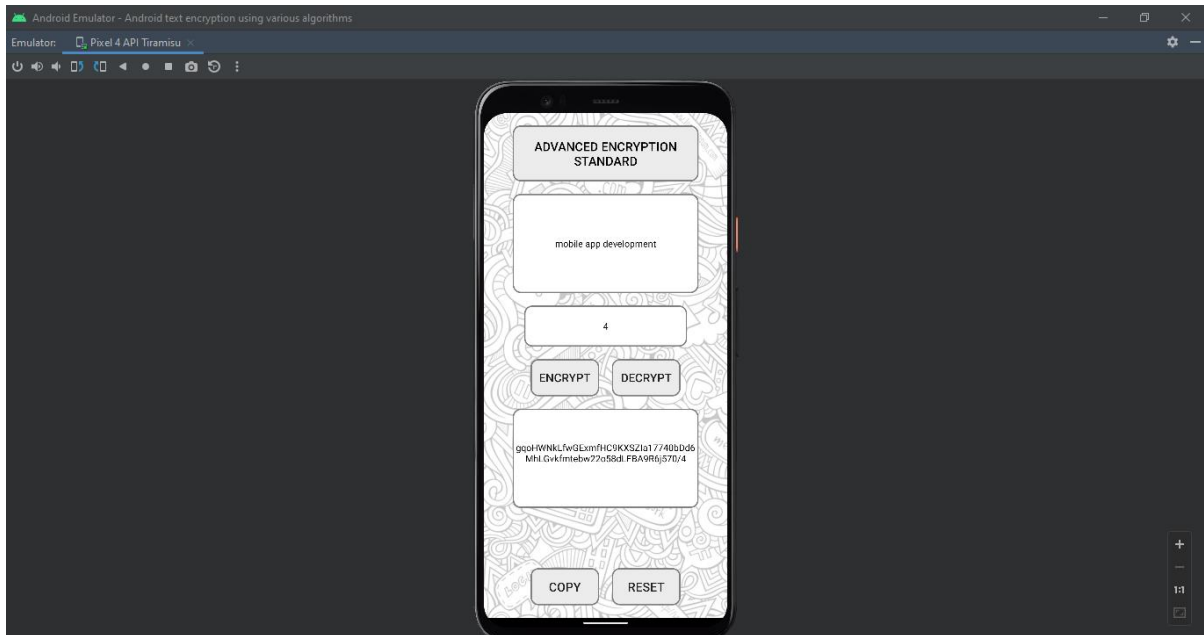 Android Emulator - Android text encryption using various algorithms
Emulator: Pixel 4 API Tiramisu
ADVANCED ENCRYPTION
STANDARD
mobile app development
4
ENCRYPT DECRYPT
COPY RESET
1:1